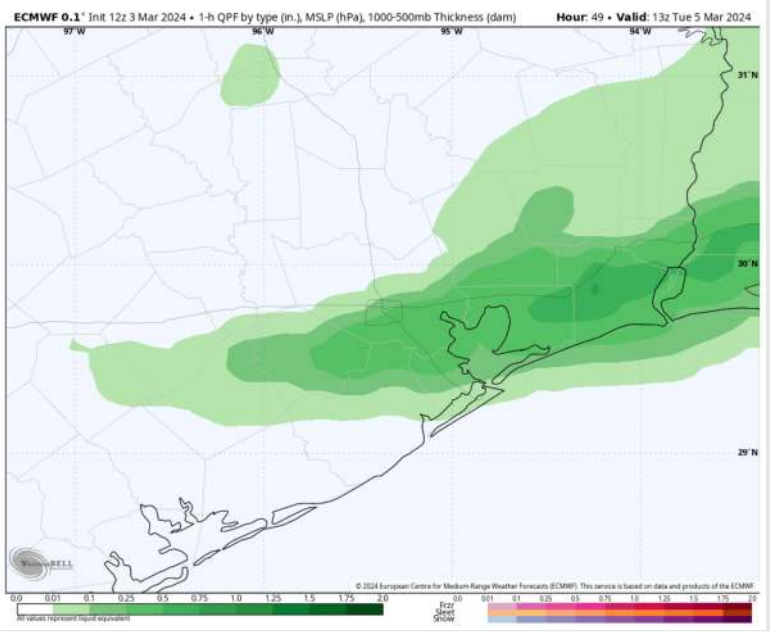 ECMWF 0.1° Init 12z 3 Mar 2024 • 1-h QPF by type (in.), MSLP (hPa), 1000-500mb Thickness (dam) Hour: 49 • Valid: 13z Tue 5 Mar 2024
97°W 96°W 95°W 94°W
31°N
30°N
29°N
WeatherBELL
© 2024 European Centre for Medium-Range Weather Forecasts (ECMWF). This service is based on data and products of the ECMWF
0.0 0.01 0.1 0.25 0.5 1.0 1.25 1.5 1.75 2.0
All values represent liquid equivalent
0.0 0.01 0.1 0.25 0.5 1.0 1.25 1.5 1.75 2.0
Frzr
Sleet
Snow